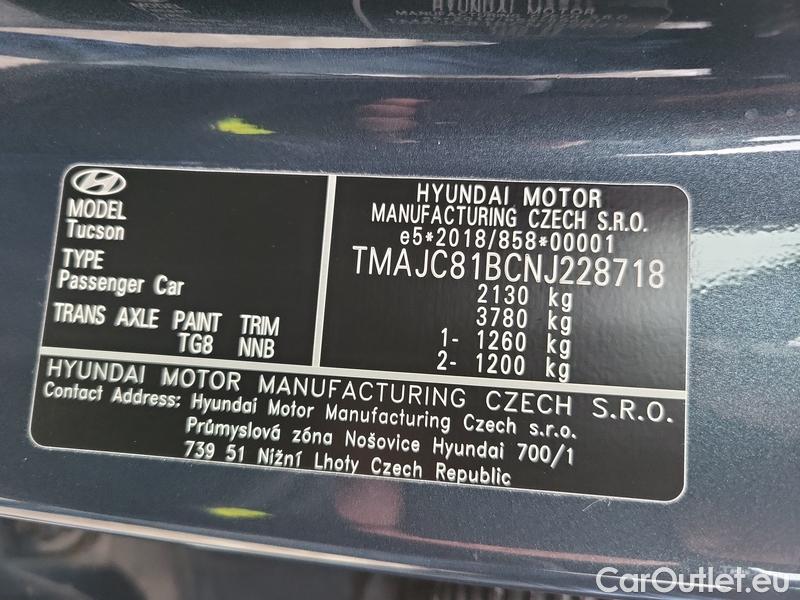 MODEL
Tucson
TYPE
Passenger Car
TRANS AXLE PAINT TRIM
TG8 NNB
HYUNDAI MOTOR
MANUFACTURING CZECH S.R.O.
e5*2018/858*00001
TMAJC81BCNJ228718
2130 kg
3780 kg
1- 1260 kg
2- 1200 kg
HYUNDAI MOTOR MANUFACTURING CZECH S.R.O.
Contact Address: Hyundai Motor Manufacturing Czech s.r.o.
Průmyslová zóna Nošovice Hyundai 700/1
739 51 Nižní Lhoty Czech Republic
CarOutlet.eu